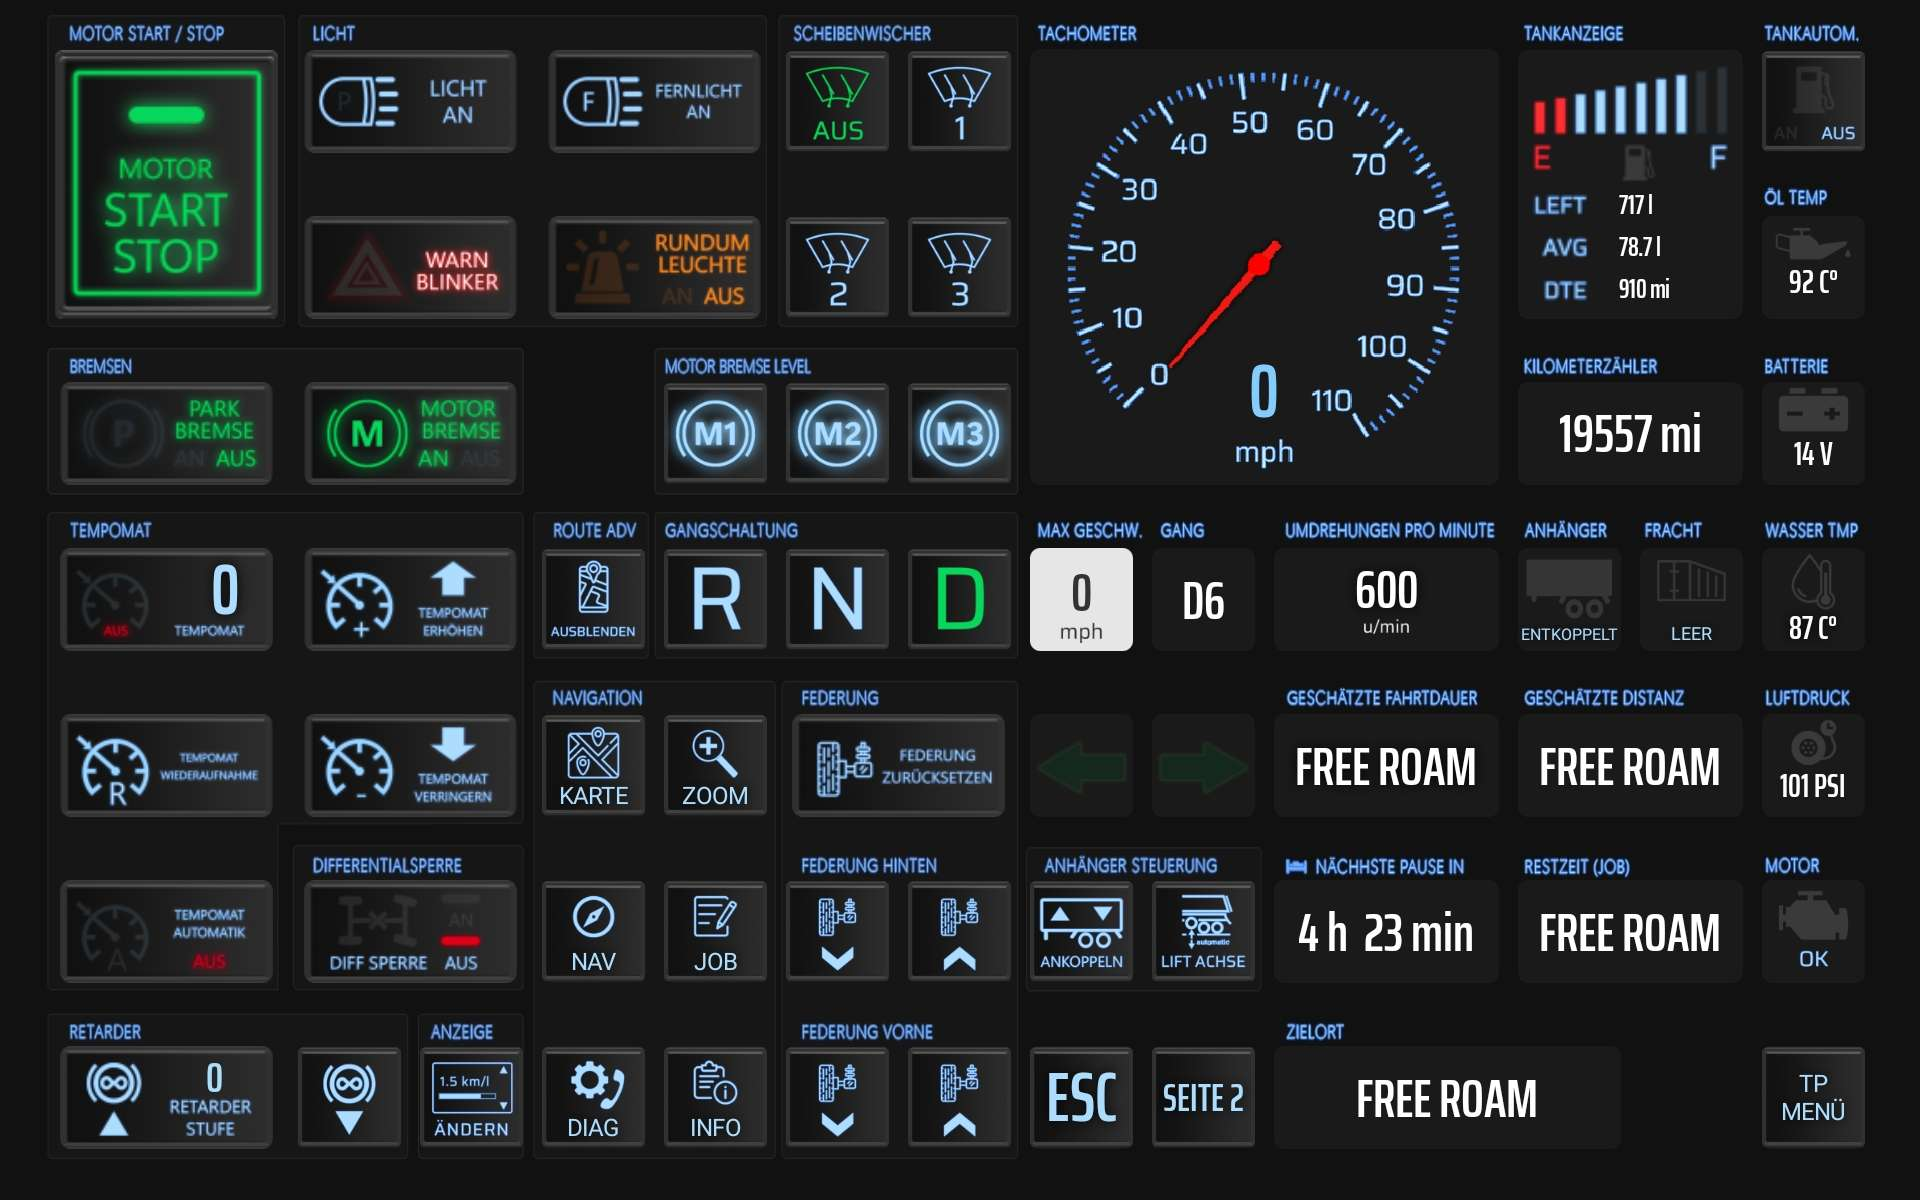 MOTOR START / STOP
MOTOR
START
STOP
LICHT
P
LICHT
AN
F
FERNLICHT
AN
WARN
BLINKER
RUNDUM
LEUCHTE
AN AUS
SCHEIBENWISCHER
AUS
1
2
3
TACHOMETER
0
10
20
30
40
50
60
70
80
90
100
110
0
mph
TANKANZEIGE
E F
LEFT 717 l
AVG 78.7 l
DTE 910 mi
TANKAUTOM.
AN AUS
ÖL TEMP
92 C°
BREMSEN
P
PARK
BREMSE
AN AUS
M
MOTOR
BREMSE
AN AUS
MOTOR BREMSE LEVEL
M1
M2
M3
KILOMETERZÄHLER
19557 mi
BATTERIE
14 V
TEMPOMAT
AUS
0
TEMPOMAT
+
TEMPOMAT
ERHÖHEN
R
TEMPOMAT
WIEDERAUFNAHME
-
TEMPOMAT
VERRINGERN
A
TEMPOMAT
AUTOMATIK
AUS
ROUTE ADV
AUSBLENDEN
GANGSCHALTUNG
R
N
D
MAX GESCHW.
0
mph
GANG
D6
UMDREHUNGEN PRO MINUTE
600
u/min
ANHÄNGER
ENTKOPPELT
FRACHT
LEER
WASSER TMP
87 C°
NAVIGATION
KARTE
ZOOM
NAV
JOB
DIAG
INFO
FEDERUNG
FEDERUNG
ZURÜCKSETZEN
FEDERUNG HINTEN
FEDERUNG VORNE
GESCHÄTZTE FAHRTDAUER
FREE ROAM
GESCHÄTZTE DISTANZ
FREE ROAM
LUFTDRUCK
101 PSI
DIFFERENTIALSPERRE
AN
DIFF SPERRE AUS
ANHÄNGER STEUERUNG
ANKOPPELN
automatic
LIFT ACHSE
NÄCHHSTE PAUSE IN
4 h 23 min
RESTZEIT (JOB)
FREE ROAM
MOTOR
OK
RETARDER
0
RETARDER
STUFE
ANZEIGE
1.5 km/l
ÄNDERN
ESC
SEITE 2
ZIELORT
FREE ROAM
TP
MENÜ